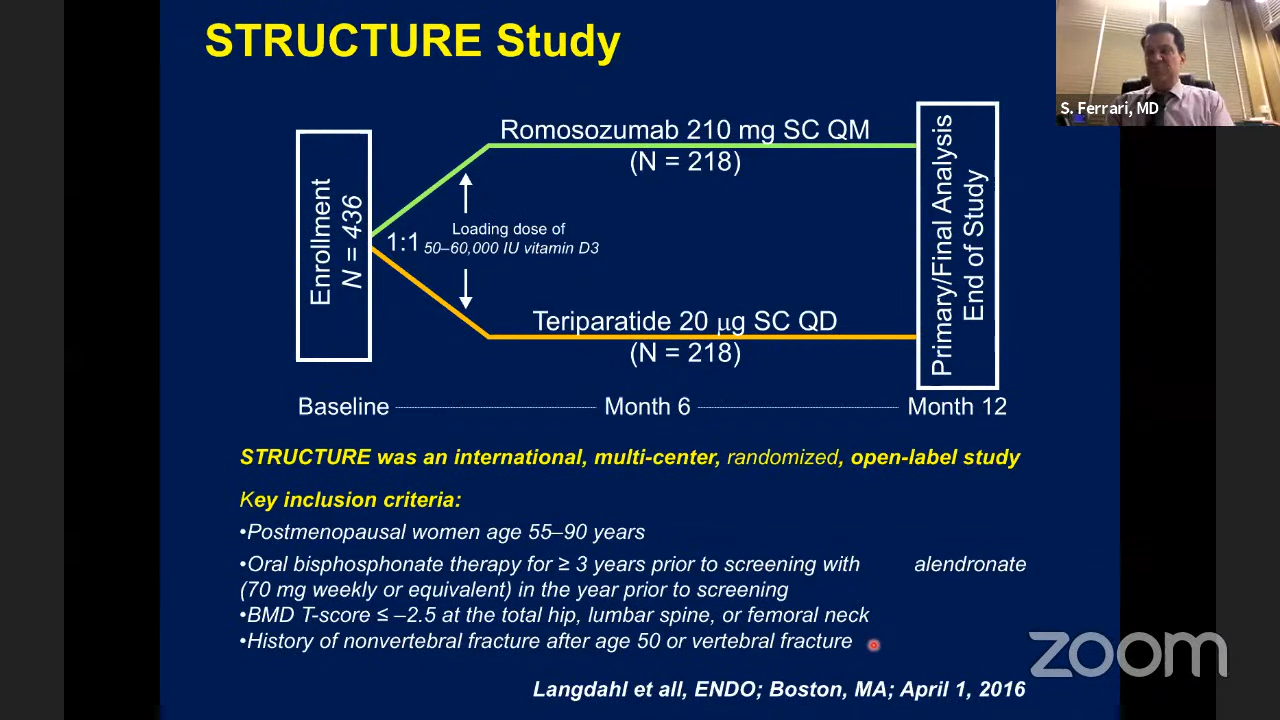 STRUCTURE Study
S. Ferrari, MD
Romosozumab 210 mg SC QM
(N = 218)
Enrollment
N = 436
1:1
Loading dose of
50–60,000 IU vitamin D3
Primary/Final Analysis
End of Study
Teriparatide 20 μg SC QD
(N = 218)
Baseline
Month 6
Month 12
STRUCTURE was an international, multi-center, randomized, open-label study
Key inclusion criteria:
•Postmenopausal women age 55–90 years
•Oral bisphosphonate therapy for ≥ 3 years prior to screening with alendronate
(70 mg weekly or equivalent) in the year prior to screening
•BMD T-score ≤ –2.5 at the total hip, lumbar spine, or femoral neck
•History of nonvertebral fracture after age 50 or vertebral fracture
zoom
Langdahl et all, ENDO; Boston, MA; April 1, 2016